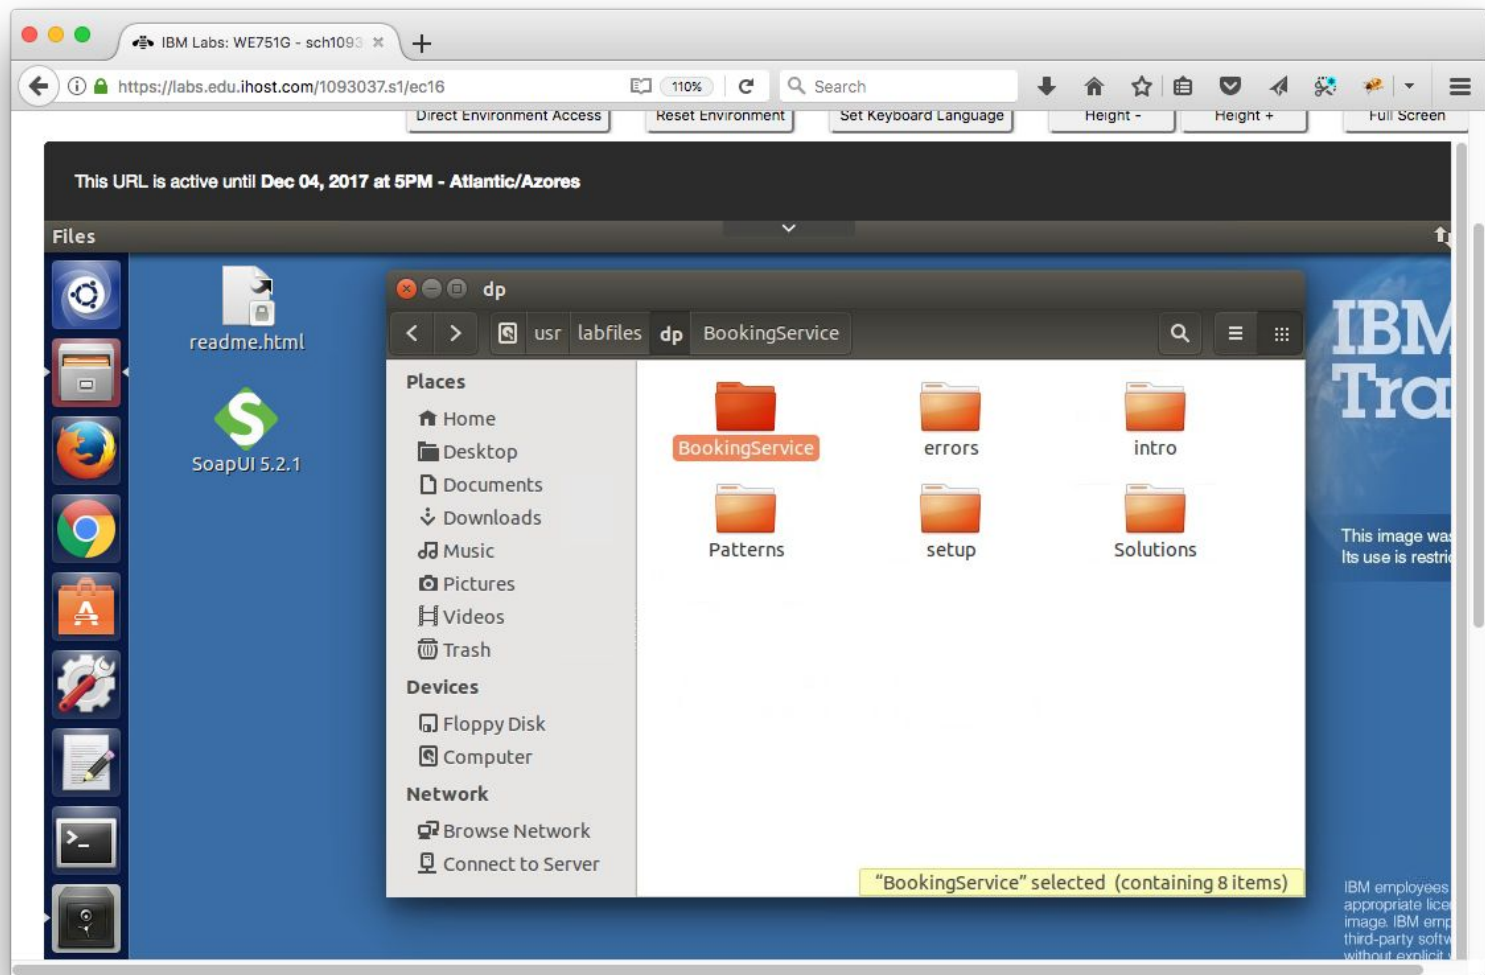 IBM Labs: WE751G - sch1093
https://labs.edu.ihost.com/1093037.s1/ec16
110%
Search
Direct Environment Access
Reset Environment
Set Keyboard Language
Height -
Height +
Full Screen
This URL is active until Dec 04, 2017 at 5PM - Atlantic/Azores
Files
readme.html
SoapUI 5.2.1
dp
usr labfiles dp BookingService
Places
Home
Desktop
Documents
Downloads
Music
Pictures
Videos
Trash
Devices
Floppy Disk
Computer
Network
Browse Network
Connect to Server
BookingService
errors
intro
Patterns
setup
Solutions
“BookingService” selected (containing 8 items)
IBM
Tra
This image was
Its use is restric
IBM employees
appropriate lice
image. IBM emp
third-party softw
without explicit